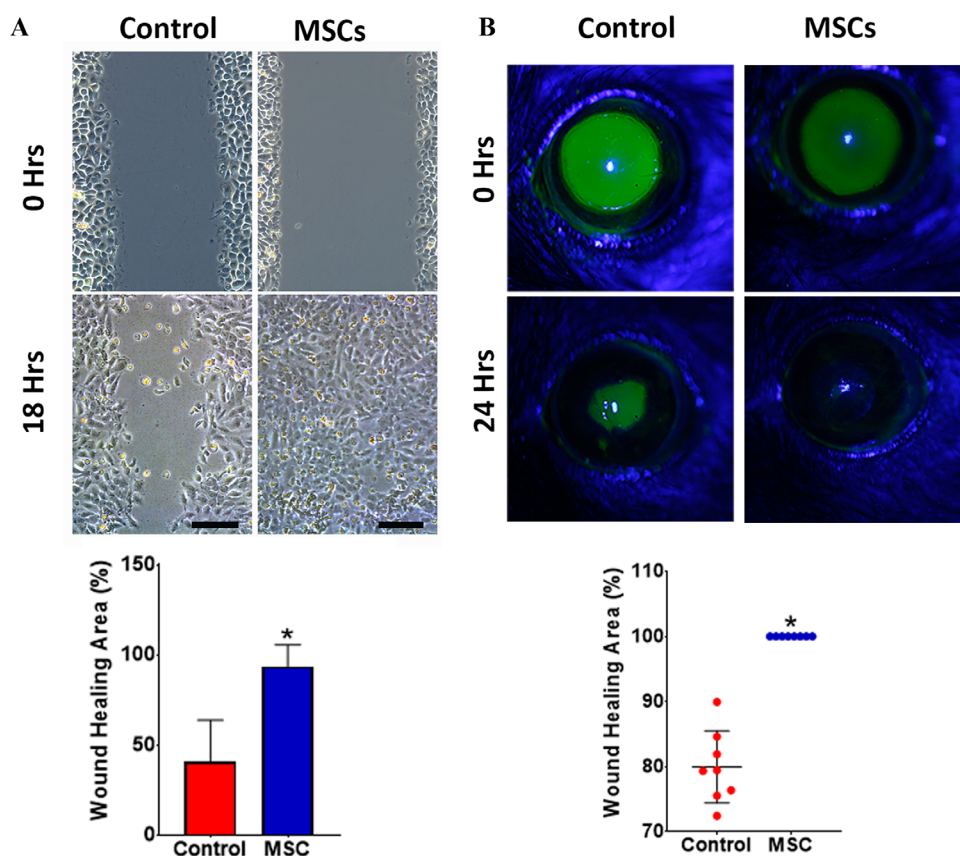 A
Control
MSCs
0 Hrs
18 Hrs
Wound Healing Area (%)
150
100
50
0
*
Control
MSC
B
Control
MSCs
0 Hrs
24 Hrs
Wound Healing Area (%)
110
100
90
80
70
*
Control
MSC